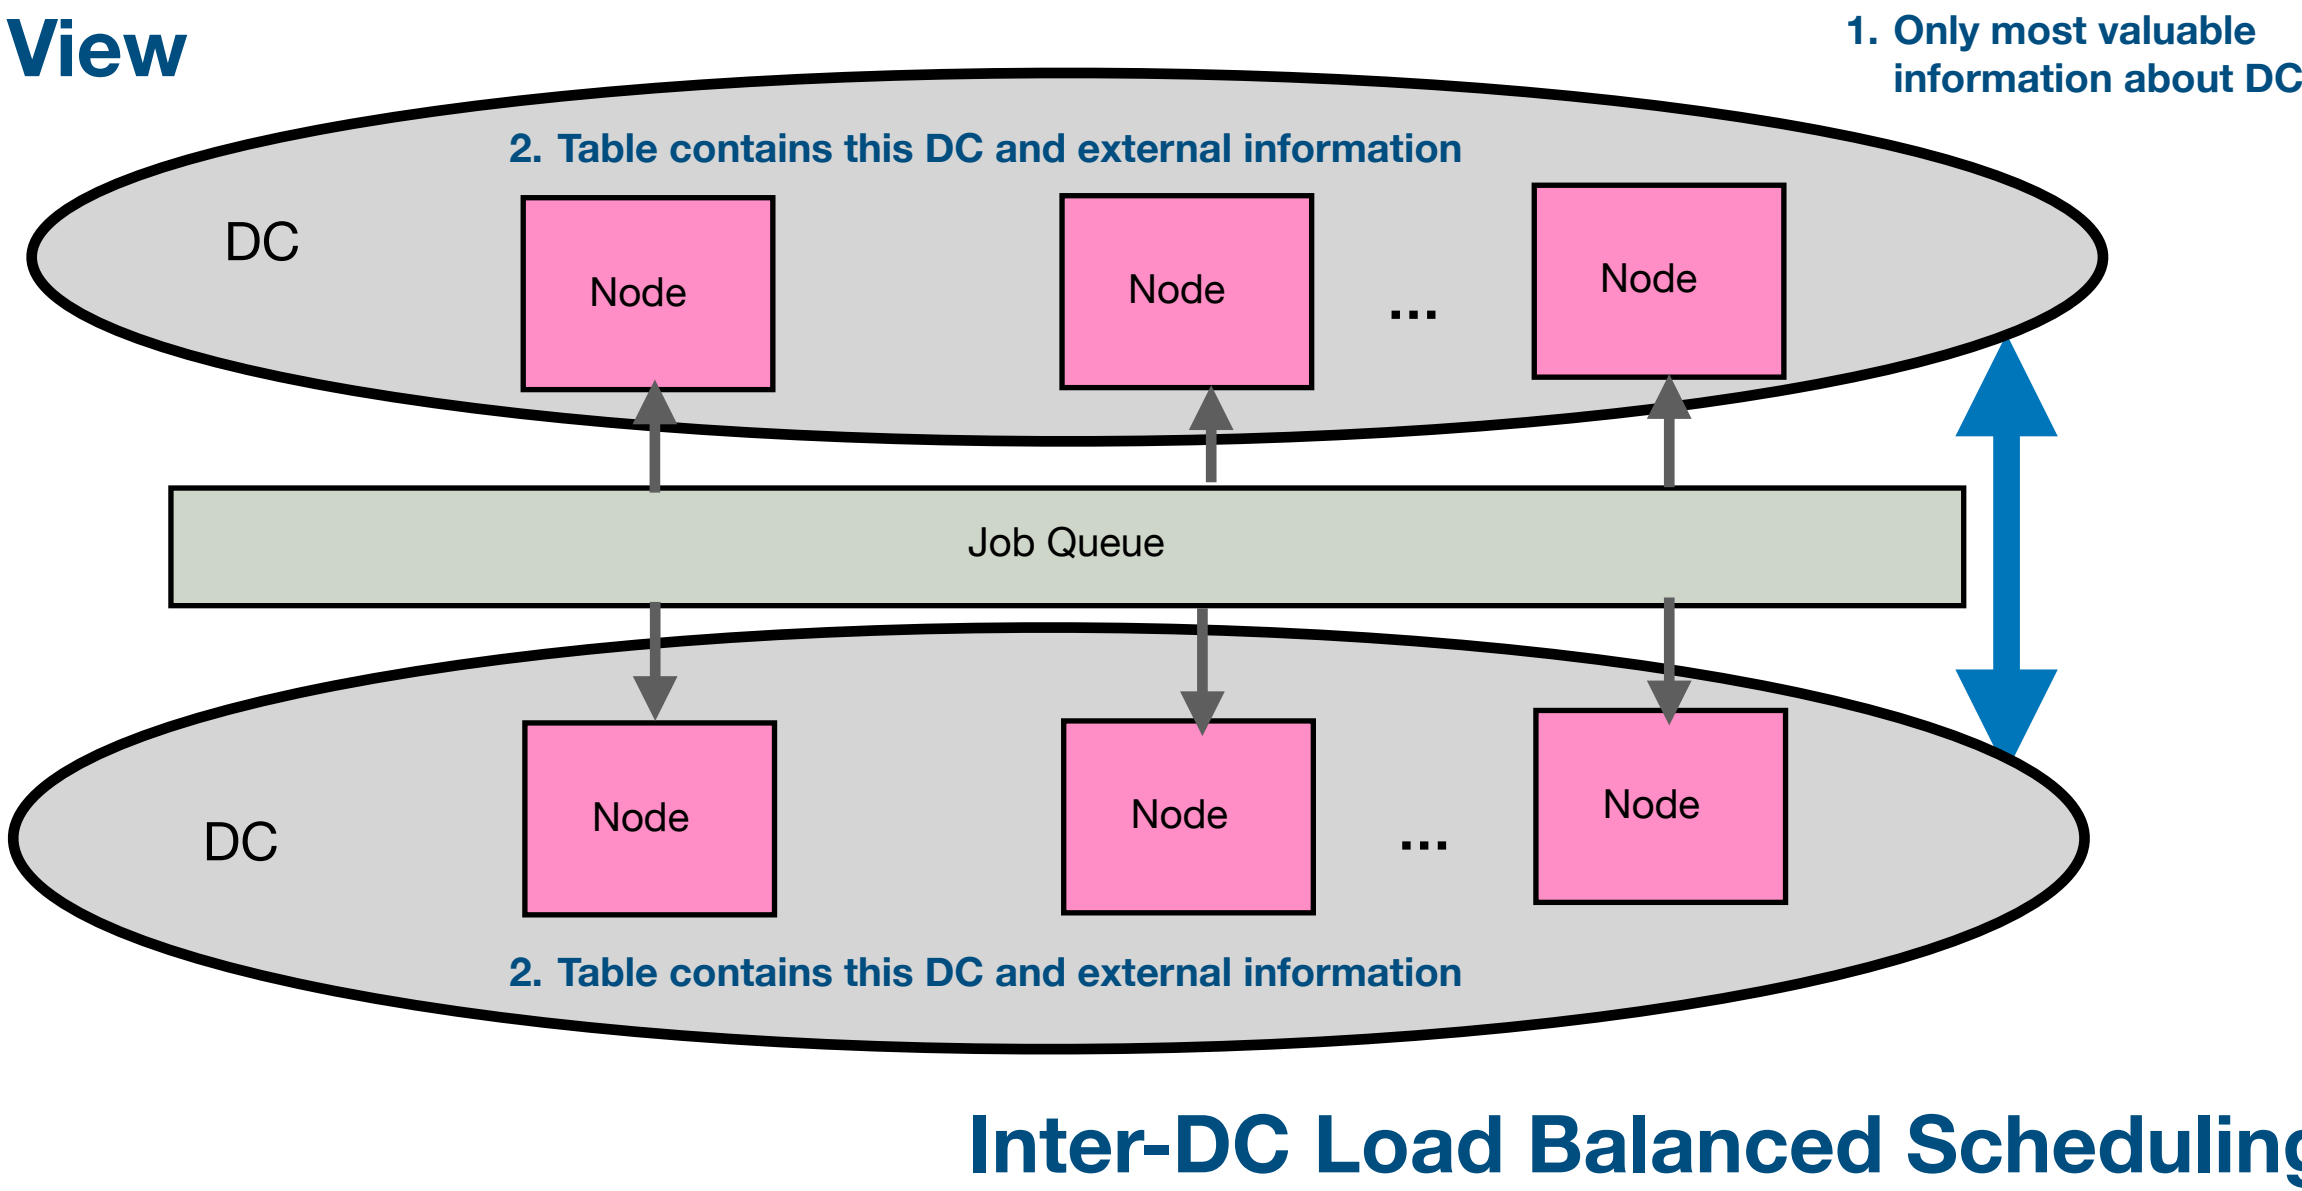 View
1. Only most valuable
information about DC
2. Table contains this DC and external information
DC
Node
Node
...
Node
Job Queue
DC
Node
Node
...
Node
2. Table contains this DC and external information
Inter-DC Load Balanced Scheduling